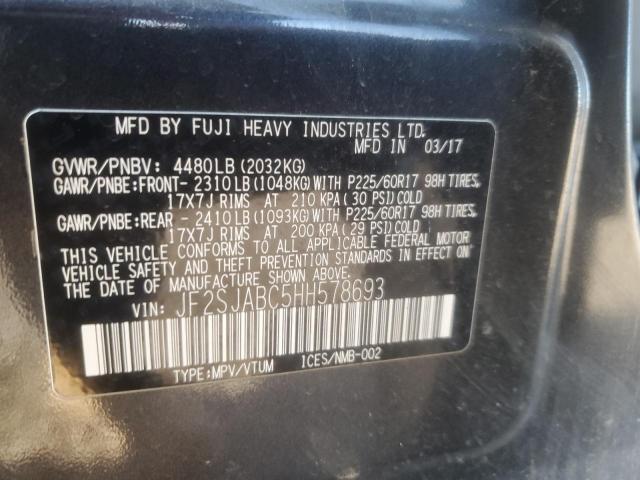 MFD BY FUJI HEAVY INDUSTRIES LTD.
MFD IN 03/17
GVWR/PNBV: 4480LB (2032KG)
GAWR/PNBE:FRONT- 2310LB (1048KG)WITH P225/60R17 98H TIRES,
17X7J RIMS AT 210 KPA (30 PSI) COLD
GAWR/PNBE:REAR - 2410LB (1093KG)WITH P225/60R17 98H TIRES,
17X7J RIMS AT 200 KPA (29 PSI) COLD
THIS VEHICLE CONFORMS TO ALL APPLICABLE FEDERAL MOTOR
VEHICLE SAFETY AND THEFT PREVENTION STANDARDS IN EFFECT ON
THE DATE OF MANUFACTURE SHOWN ABOVE.
VIN: JF2SJABC5HH578693
TYPE:MPV/VTUM ICES/NMB-002